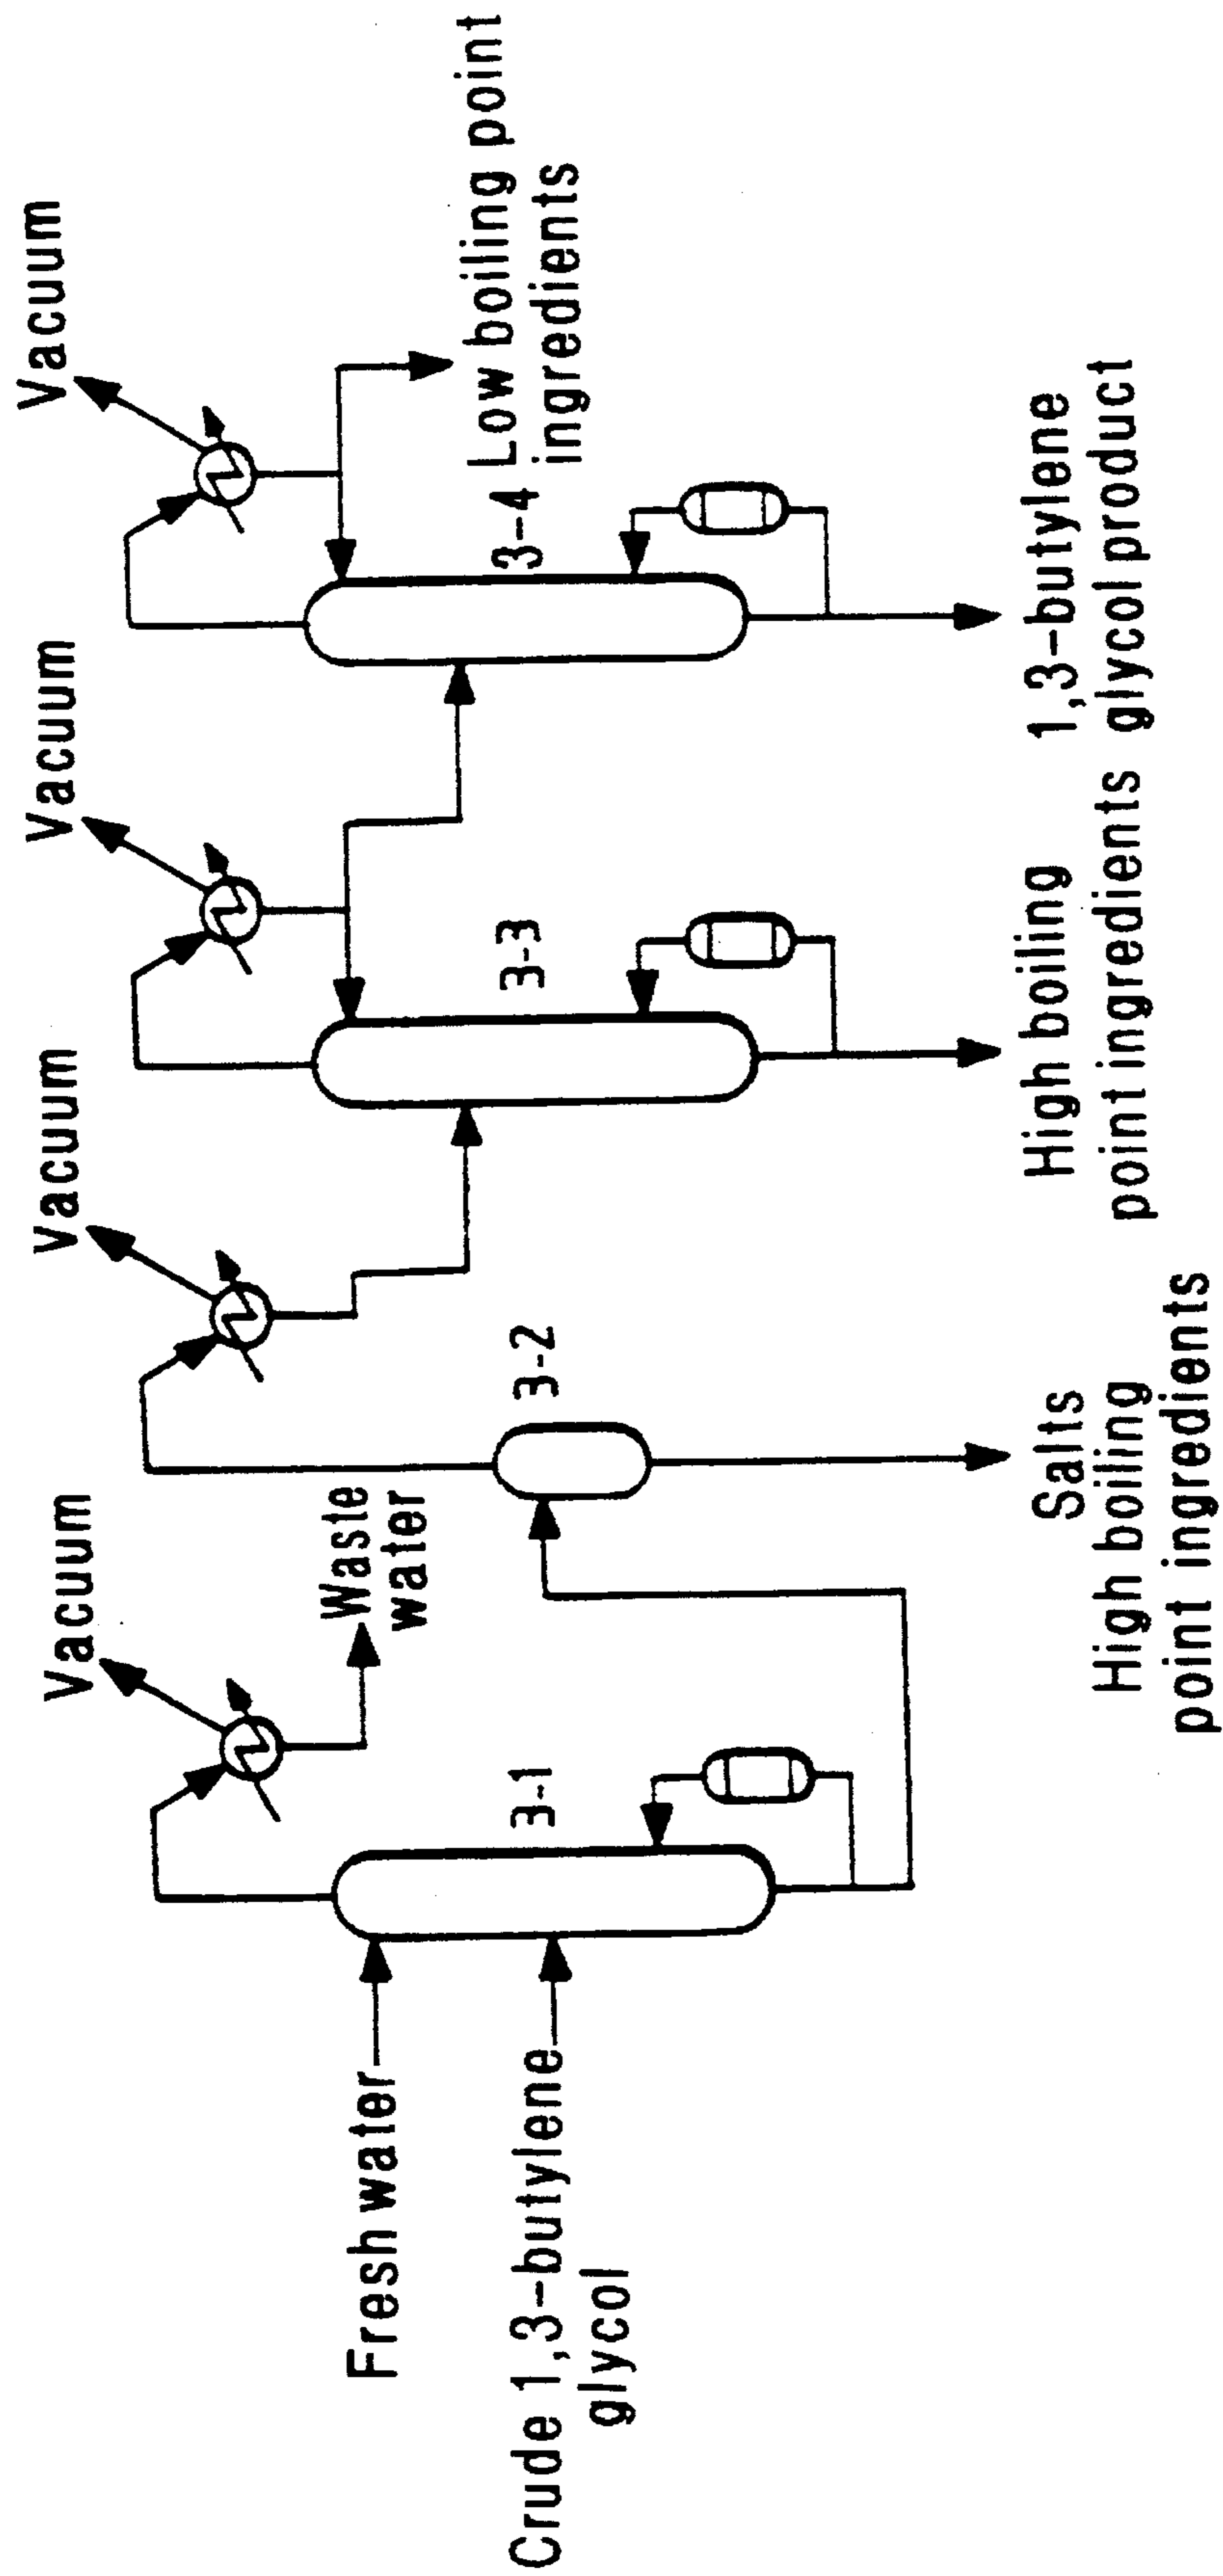 Vacuum
Vacuum
Vacuum
Vacuum
Fresh water
Waste
water
Crude 1,3-butylene
glycol
3-1
3-2
3-3
3-4
Low boiling point
ingredients
Salts
High boiling
point ingredients
High boiling
point ingredients
1,3-butylene
glycol product